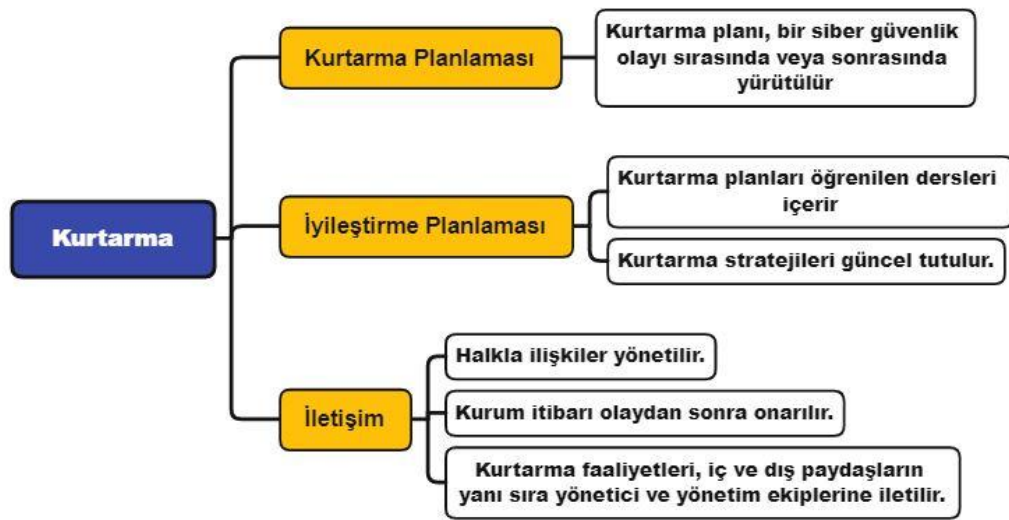 Kurtarma
Kurtarma Planlaması
Kurtarma planı, bir siber güvenlik
olayı sırasında veya sonrasında
yürütülür
İyileştirme Planlaması
Kurtarma planları öğrenilen dersleri
içerir
Kurtarma stratejileri güncel tutulur.
İletişim
Halkla ilişkiler yönetilir.
Kurum itibarı olaydan sonra onarılır.
Kurtarma faaliyetleri, iç ve dış paydaşların
yanı sıra yönetici ve yönetim ekiplerine iletilir.